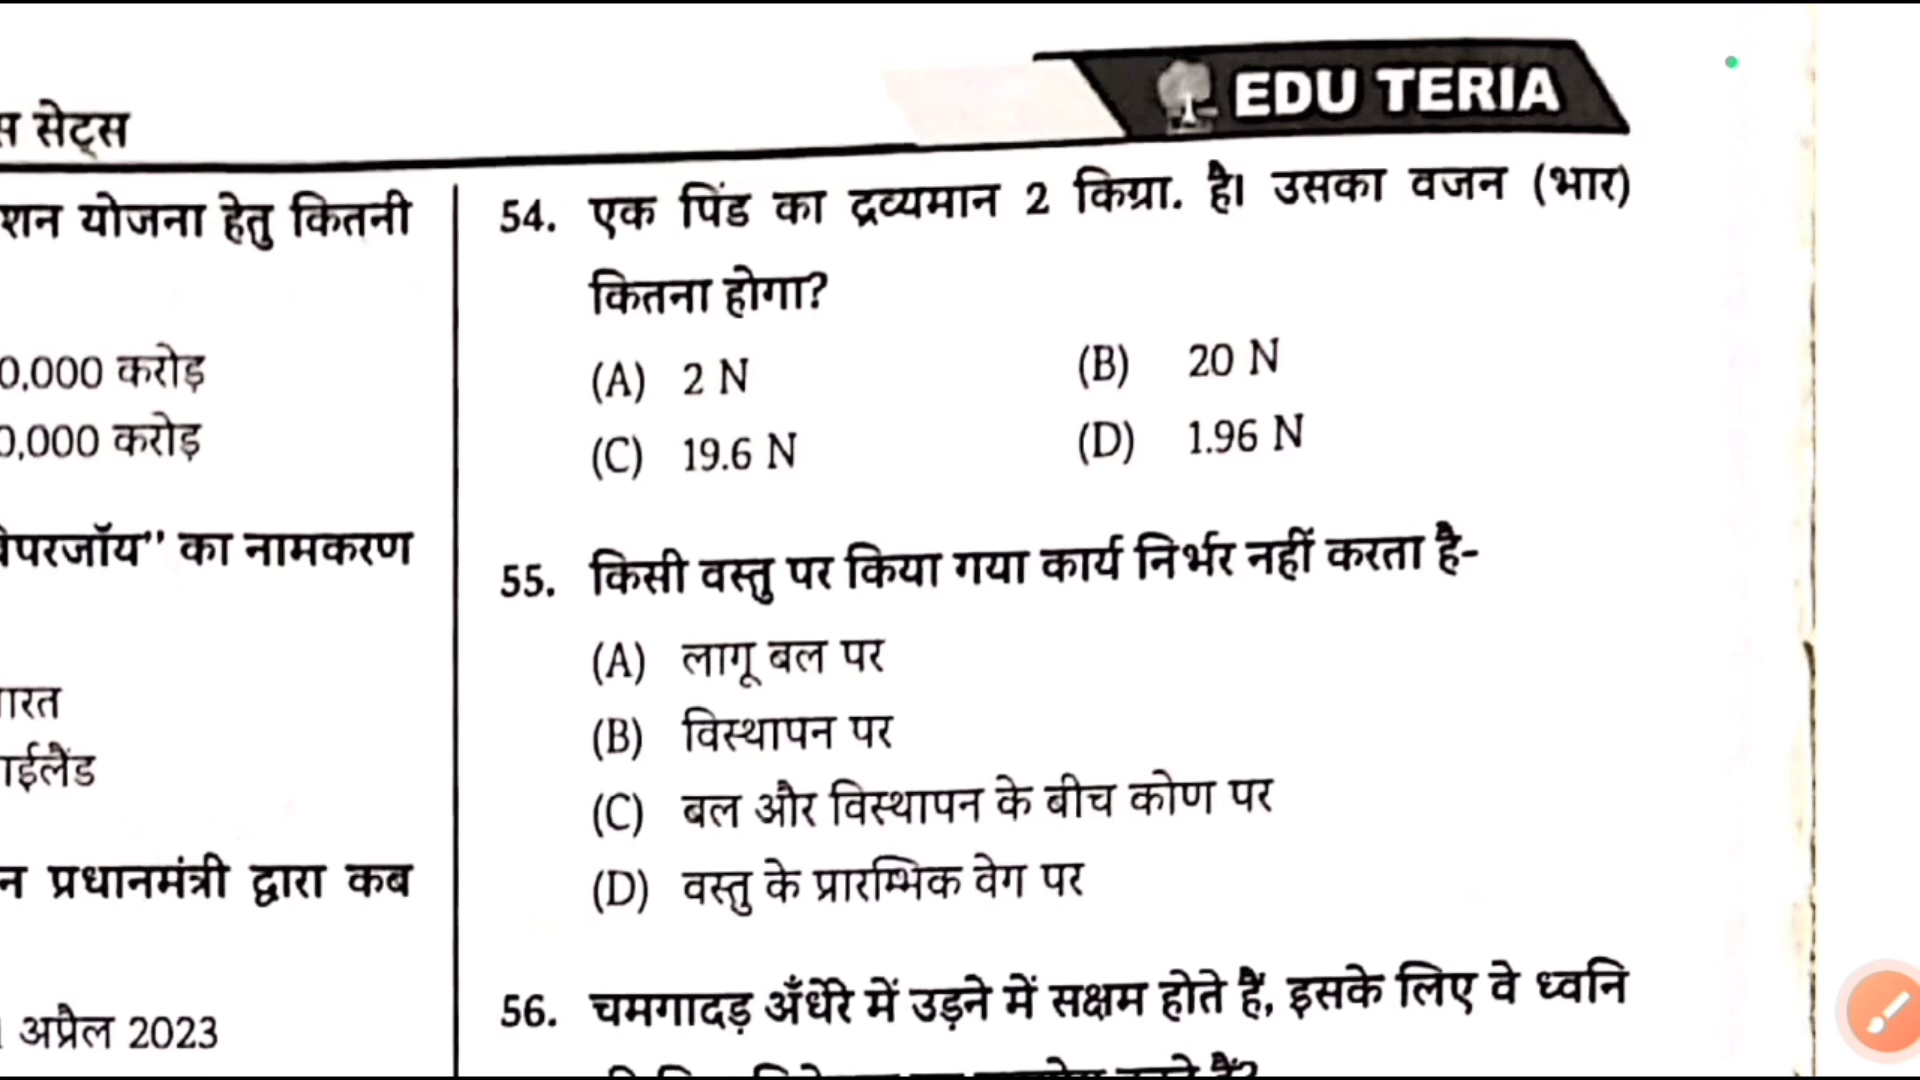 EDU TERIA
सेट्स
शन योजना हेतु कितनी
0,000 करोड़
0,000 करोड़
का नामकरण
प्रधानमंत्री द्वारा कब
अप्रैल 2023
54. एक पिंड का द्रव्यमान 2 किग्रा. है। उसका वजन (भार)
कितना होगा?
(A) 2 N (B) 20 N
(C) 19.6 N (D) 1.96 N
55. किसी वस्तु पर किया गया कार्य निर्भर नहीं करता है-
(A) लागू बल पर
(B) विस्थापन पर
(C) बल और विस्थापन के बीच कोण पर
(D) वस्तु के प्रारम्भिक वेग पर
56. चमगादड़ अँधेरे में उड़ने में सक्षम होते हैं, इसके लिए वे ध्वनि